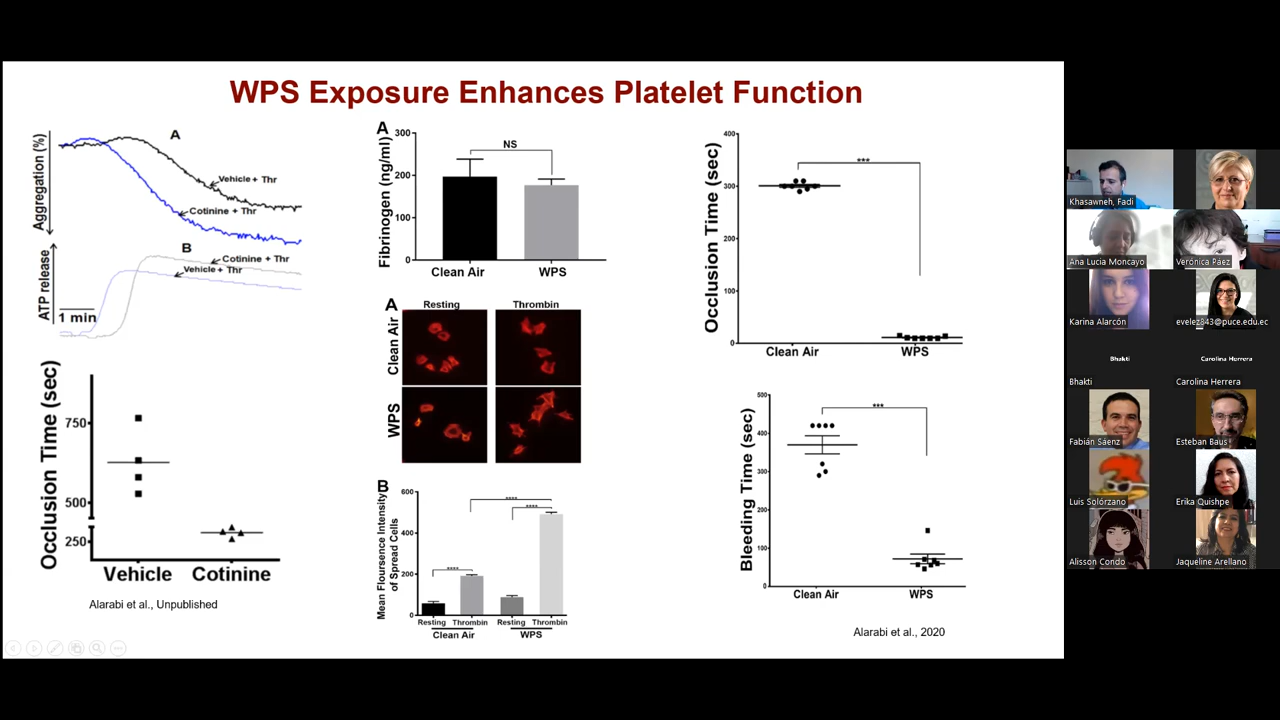 WPS Exposure Enhances Platelet Function
Aggregation (%)
A
Vehicle + Thr
Cotinine + Thr
ATP release
B
Cotinine + Thr
Vehicle + Thr
1 min
Occlusion Time (sec)
750
500
250
Vehicle
Cotinine
Alarabi et al., Unpublished
A
Fibrinogen (ng/ml)
300
200
100
0
NS
Clean Air
WPS
A
Resting
Thrombin
Clean Air
WPS
B
Mean Floursence Intensity
of Spread Cells
600
400
200
0
****
****
****
Resting
Thrombin
Resting
Thrombin
Clean Air
WPS
Occlusion Time (sec)
400
300
200
100
0
***
Clean Air
WPS
Bleeding Time (sec)
500
400
300
200
100
0
***
Clean Air
WPS
Alarabi et al., 2020
Khasawneh, Fadi
Ana Lucia Moncayo
Verónica Paez
Karina Alarcón
evelez843@puce.edu.ec
Bhakti
Carolina Herrera
Bhakti
Carolina Herrera
Fabián Sáenz
Esteban Baus
Luis Solórzano
Erika Quishpe
Alisson Condo
Jaqueline Arellano